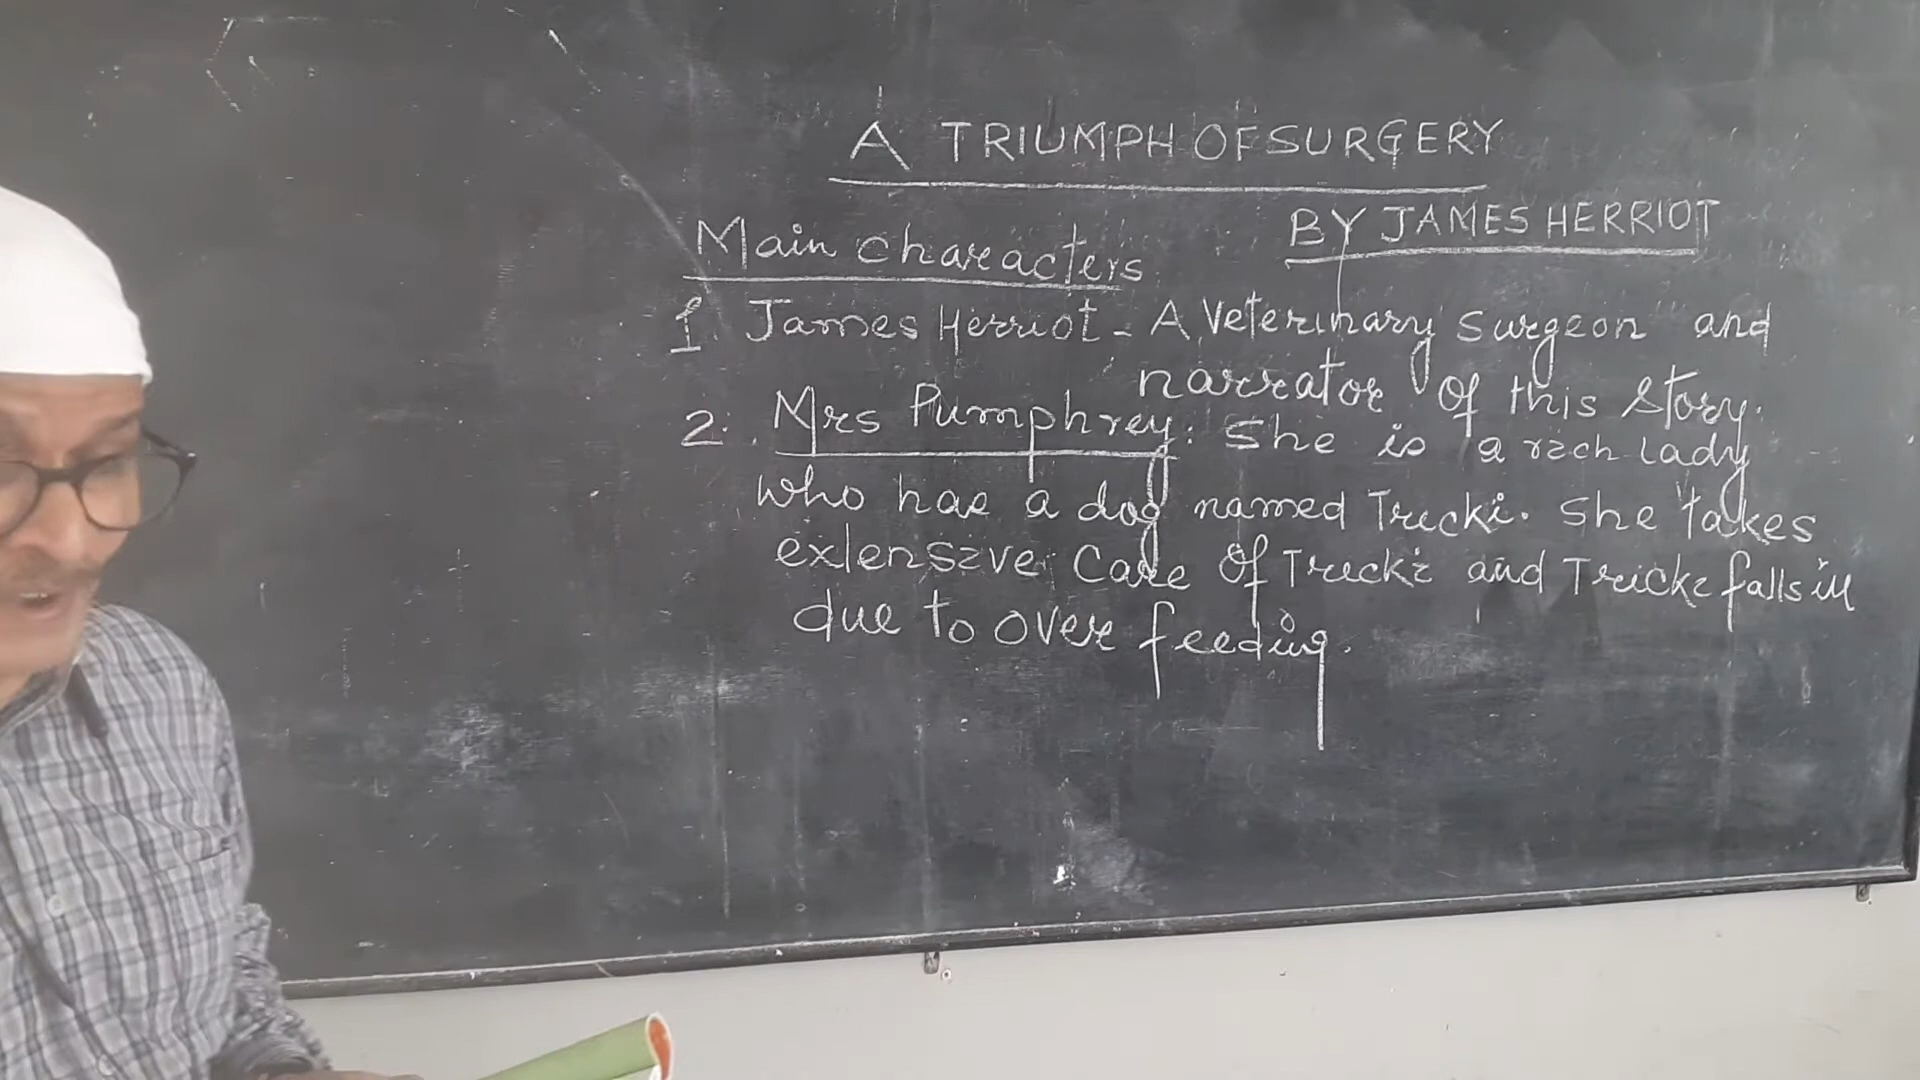 A TRIUMPH OF SURGERY
BY JAMES HERRIOT
Main characters
1. James Herriot - A Veterinary surgeon and
narrator of this story.
2. Mrs Pumphrey: She is a rich lady
who has a dog named Tricki. She takes
extensive care of Tricki and Tricki falls ill
due to over feeding.